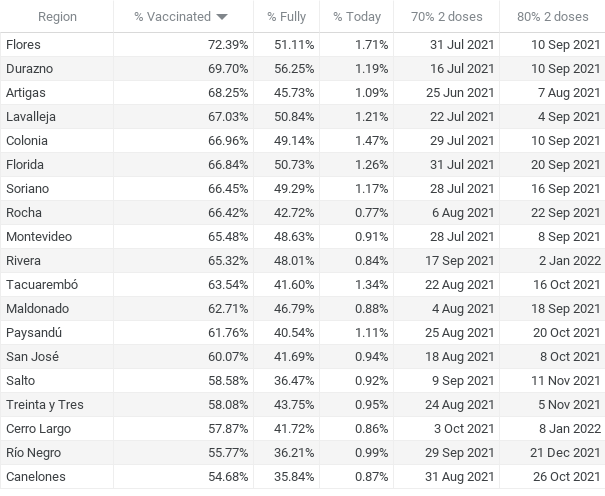 Region % Vaccinated % Fully % Today 70% 2 doses 80% 2 doses
Flores 72.39% 51.11% 1.71% 31 Jul 2021 10 Sep 2021
Durazno 69.70% 56.25% 1.19% 16 Jul 2021 10 Sep 2021
Artigas 68.25% 45.73% 1.09% 25 Jun 2021 7 Aug 2021
Lavalleja 67.03% 50.84% 1.21% 22 Jul 2021 4 Sep 2021
Colonia 66.96% 49.14% 1.47% 29 Jul 2021 10 Sep 2021
Florida 66.84% 50.73% 1.26% 31 Jul 2021 20 Sep 2021
Soriano 66.45% 49.29% 1.17% 28 Jul 2021 16 Sep 2021
Rocha 66.42% 42.72% 0.77% 6 Aug 2021 22 Sep 2021
Montevideo 65.48% 48.63% 0.91% 28 Jul 2021 8 Sep 2021
Rivera 65.32% 48.01% 0.84% 17 Sep 2021 2 Jan 2022
Tacuarembó 63.54% 41.60% 1.34% 22 Aug 2021 16 Oct 2021
Maldonado 62.71% 46.79% 0.88% 4 Aug 2021 18 Sep 2021
Paysandú 61.76% 40.54% 1.11% 25 Aug 2021 20 Oct 2021
San José 60.07% 41.69% 0.94% 18 Aug 2021 8 Oct 2021
Salto 58.58% 36.47% 0.92% 9 Sep 2021 11 Nov 2021
Treinta y Tres 58.08% 43.75% 0.95% 24 Aug 2021 5 Nov 2021
Cerro Largo 57.87% 41.72% 0.86% 3 Oct 2021 8 Jan 2022
Río Negro 55.77% 36.21% 0.99% 29 Sep 2021 21 Dec 2021
Canelones 54.68% 35.84% 0.87% 31 Aug 2021 26 Oct 2021